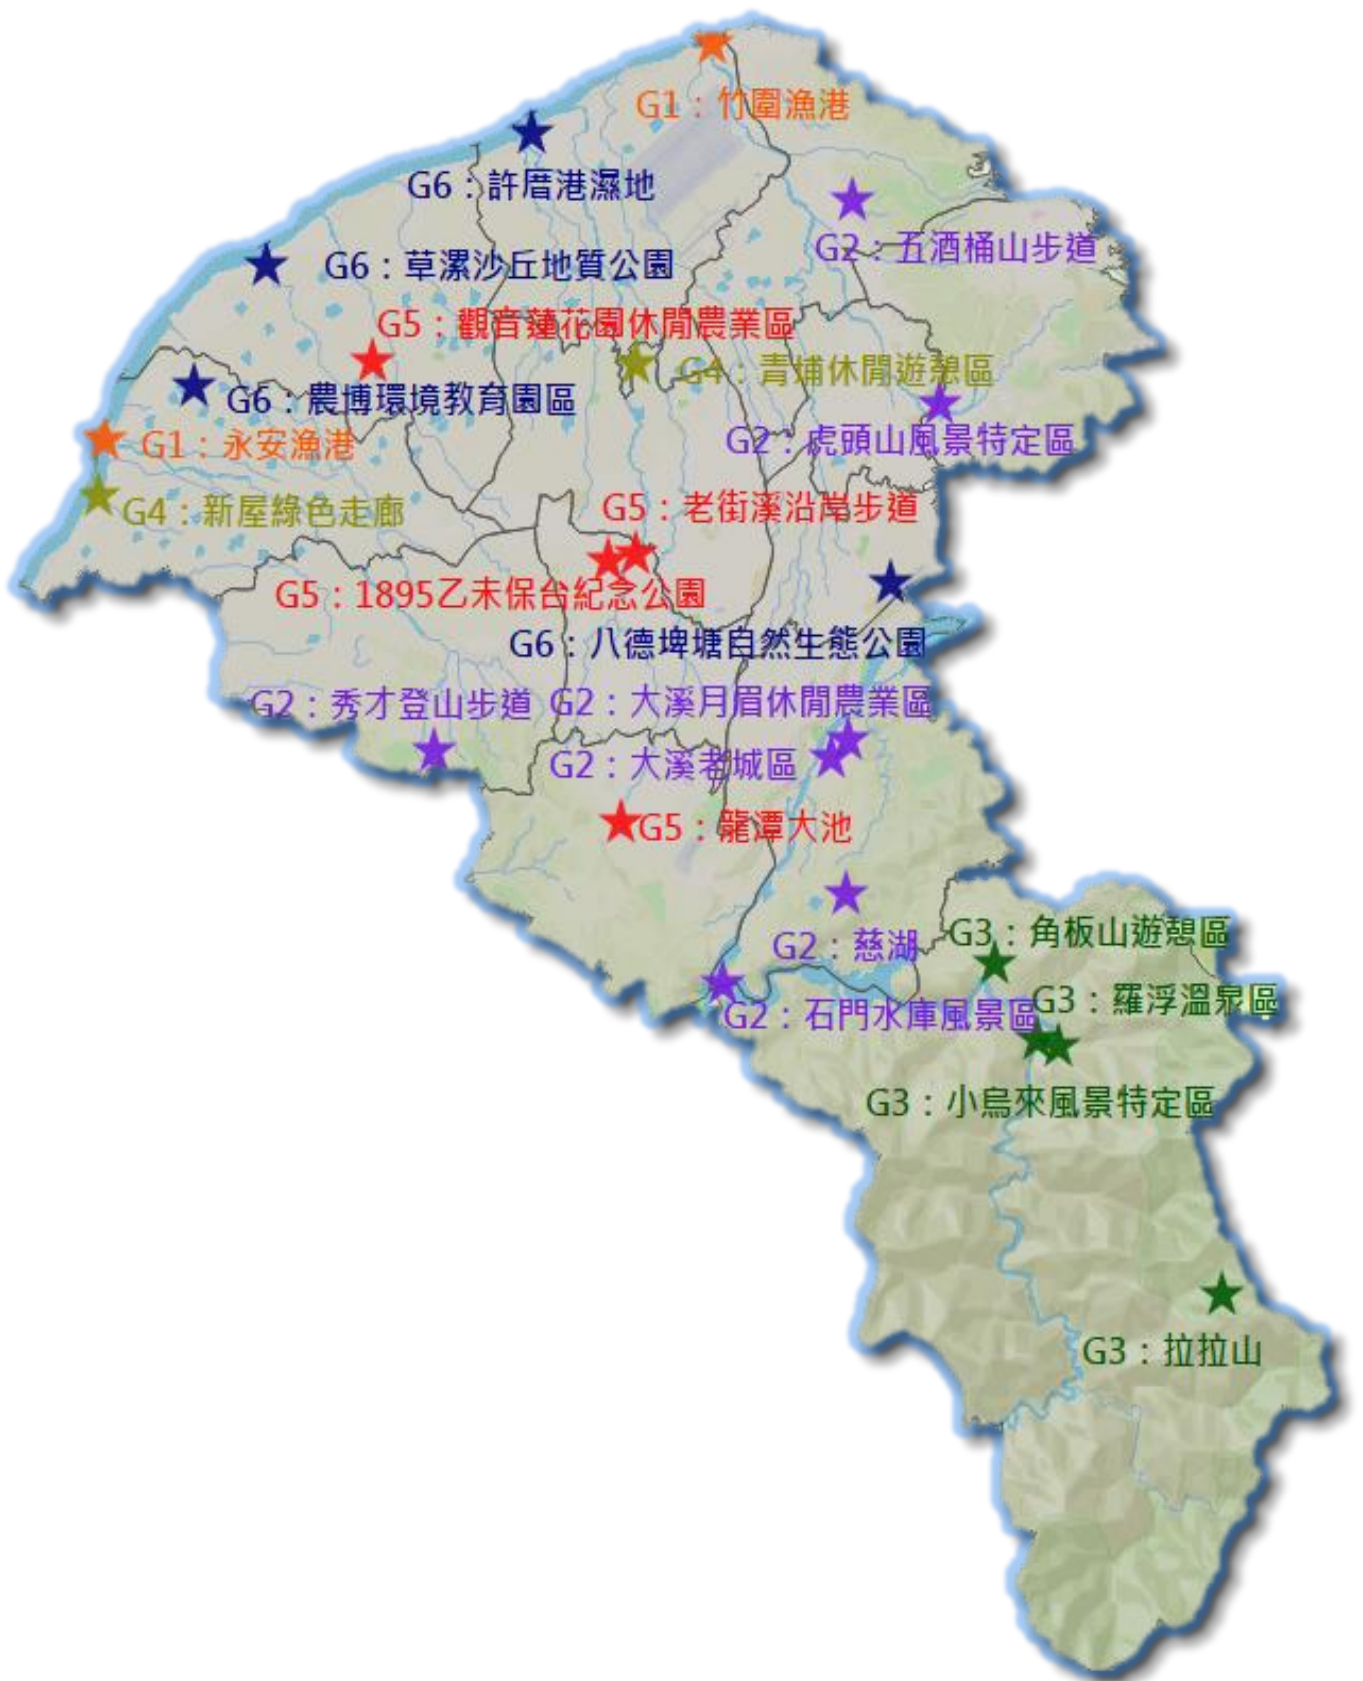 G1：竹圍漁港
G6：許厝港濕地
G2：五酒桶山步道
G6：草漯沙丘地質公園
G5：觀音蓮花園休閒農業區
G4：青埔休閒遊憩區
G6：農博環境教育園區
G2：虎頭山風景特定區
G1：永安漁港
G4：新屋綠色走廊
G5：老街溪沿岸步道
G5：1895乙未保台紀念公園
G6：八德埤塘自然生態公園
G2：秀才登山步道
G2：大溪月眉休閒農業區
G2：大溪老城區
G5：龍潭大池
G3：角板山遊憩區
G2：慈湖
G3：羅浮溫泉區
G2：石門水庫風景區
G3：小烏來風景特定區
G3：拉拉山